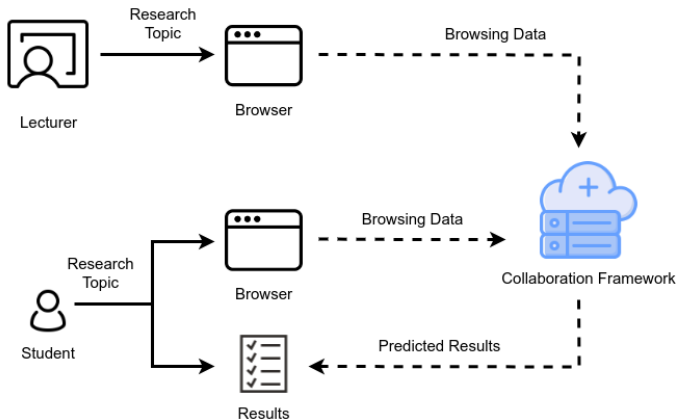 Research
Topic
Browsing Data
Lecturer
Browser
Browsing Data
Research
Topic
Collaboration Framework
Browser
Student
Predicted Results
Results